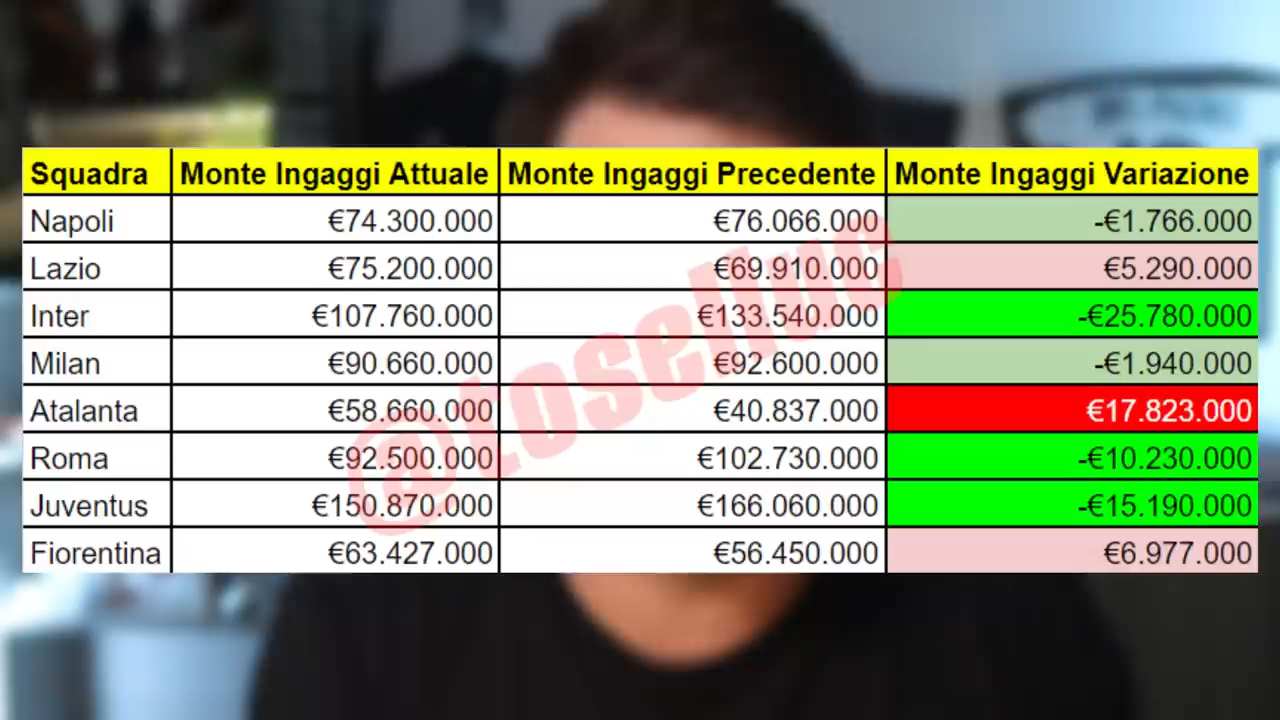 Squadra Monte Ingaggi Attuale Monte Ingaggi Precedente Monte Ingaggi Variazione
Napoli €74.300.000 €76.066.000 -€1.766.000
Lazio €75.200.000 €69.910.000 €5.290.000
Inter €107.760.000 €133.540.000 -€25.780.000
Milan €90.660.000 €92.600.000 -€1.940.000
Atalanta €58.660.000 €40.837.000 €17.823.000
Roma €92.500.000 €102.730.000 -€10.230.000
Juventus €150.870.000 €166.060.000 -€15.190.000
Fiorentina €63.427.000 €56.450.000 €6.977.000
@toselluc